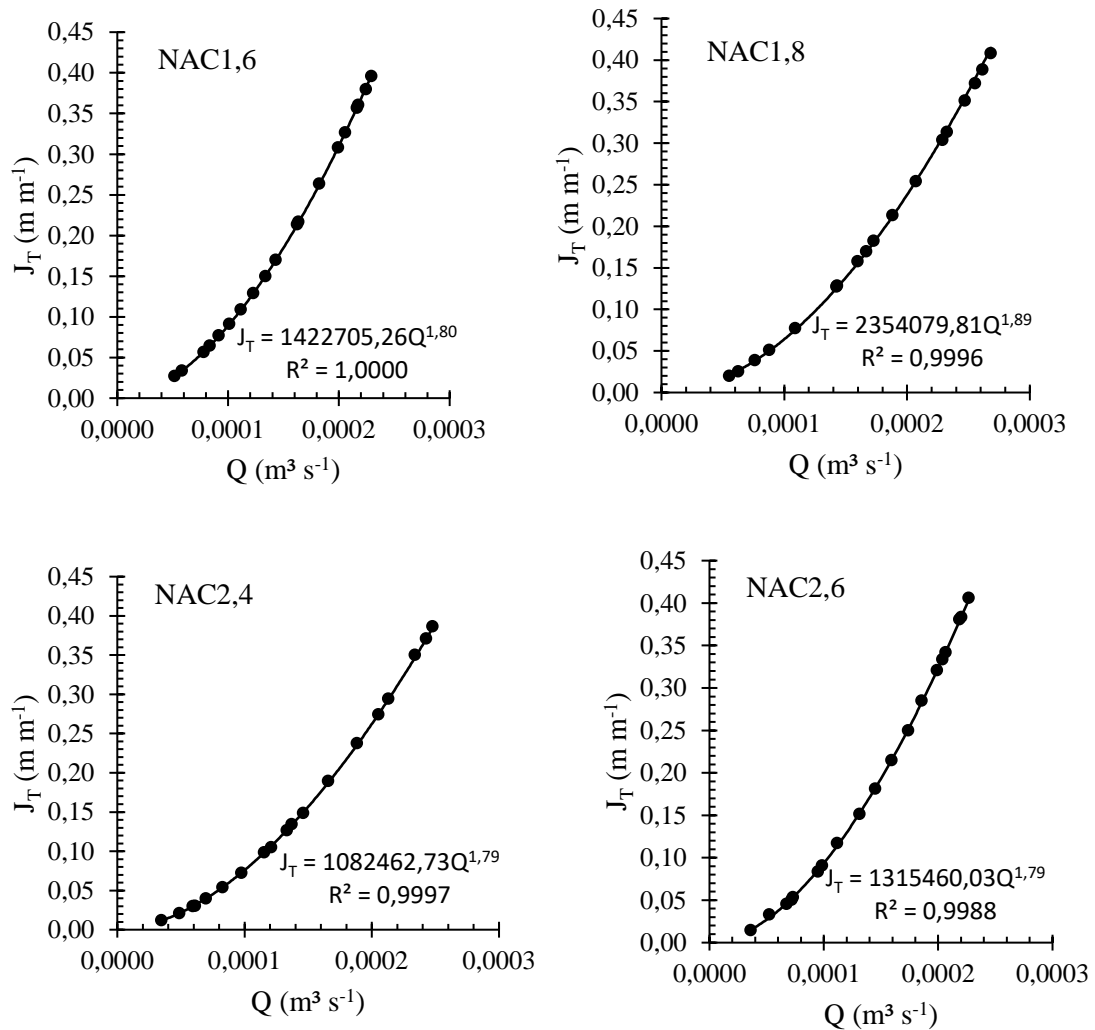 NAC1,6
0,45
0,40
0,35
0,30
0,25
0,20
0,15
0,10
0,05
0,00
J_T (m m⁻¹)
J_T = 1422705,26Q^1,80
R² = 1,0000
0,0000 0,0001 0,0002 0,0003
Q (m³ s⁻¹)
NAC1,8
0,45
0,40
0,35
0,30
0,25
0,20
0,15
0,10
0,05
0,00
J_T (m m⁻¹)
J_T = 2354079,81Q^1,89
R² = 0,9996
0,0000 0,0001 0,0002 0,0003
Q (m³ s⁻¹)
NAC2,4
0,45
0,40
0,35
0,30
0,25
0,20
0,15
0,10
0,05
0,00
J_T (m m⁻¹)
J_T = 1082462,73Q^1,79
R² = 0,9997
0,0000 0,0001 0,0002 0,0003
Q (m³ s⁻¹)
NAC2,6
0,45
0,40
0,35
0,30
0,25
0,20
0,15
0,10
0,05
0,00
J_T (m m⁻¹)
J_T = 1315460,03Q^1,79
R² = 0,9988
0,0000 0,0001 0,0002 0,0003
Q (m³ s⁻¹)